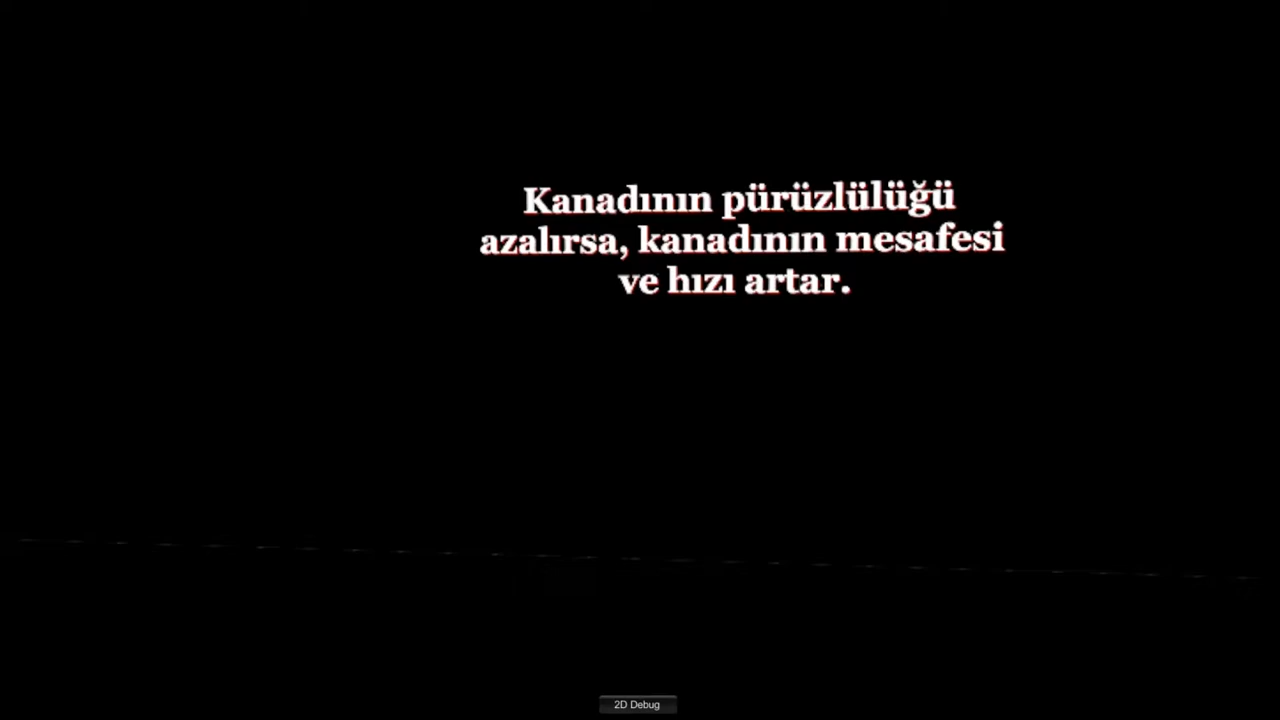 Kanadının pürüzlülüğü
azalırsa, kanadının mesafesi
ve hızı artar.
2D Debug